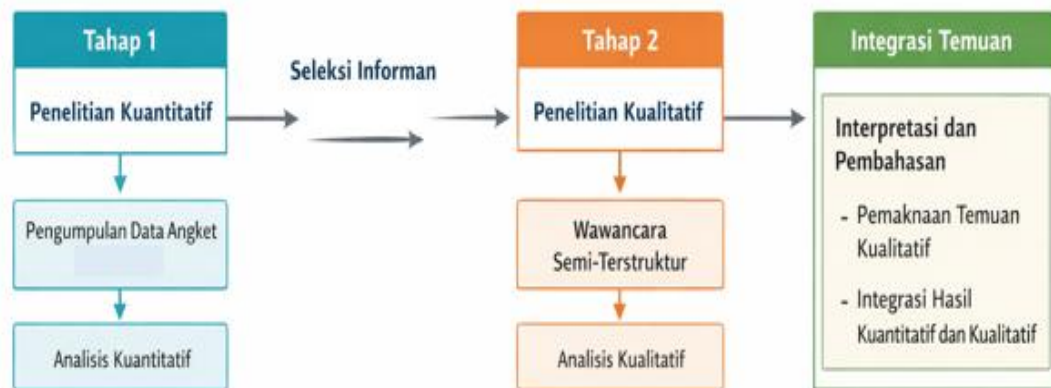 Tahap 1
Penelitian Kuantitatif
Pengumpulan Data Angket
Analisis Kuantitatif
Seleksi Informan
Tahap 2
Penelitian Kualitatif
Wawancara
Semi-Terstruktur
Analisis Kualitatif
Integrasi Temuan
Interpretasi dan
Pembahasan
- Pemaknaan Temuan
Kualitatif
- Integrasi Hasil
Kuantitatif dan Kualitatif